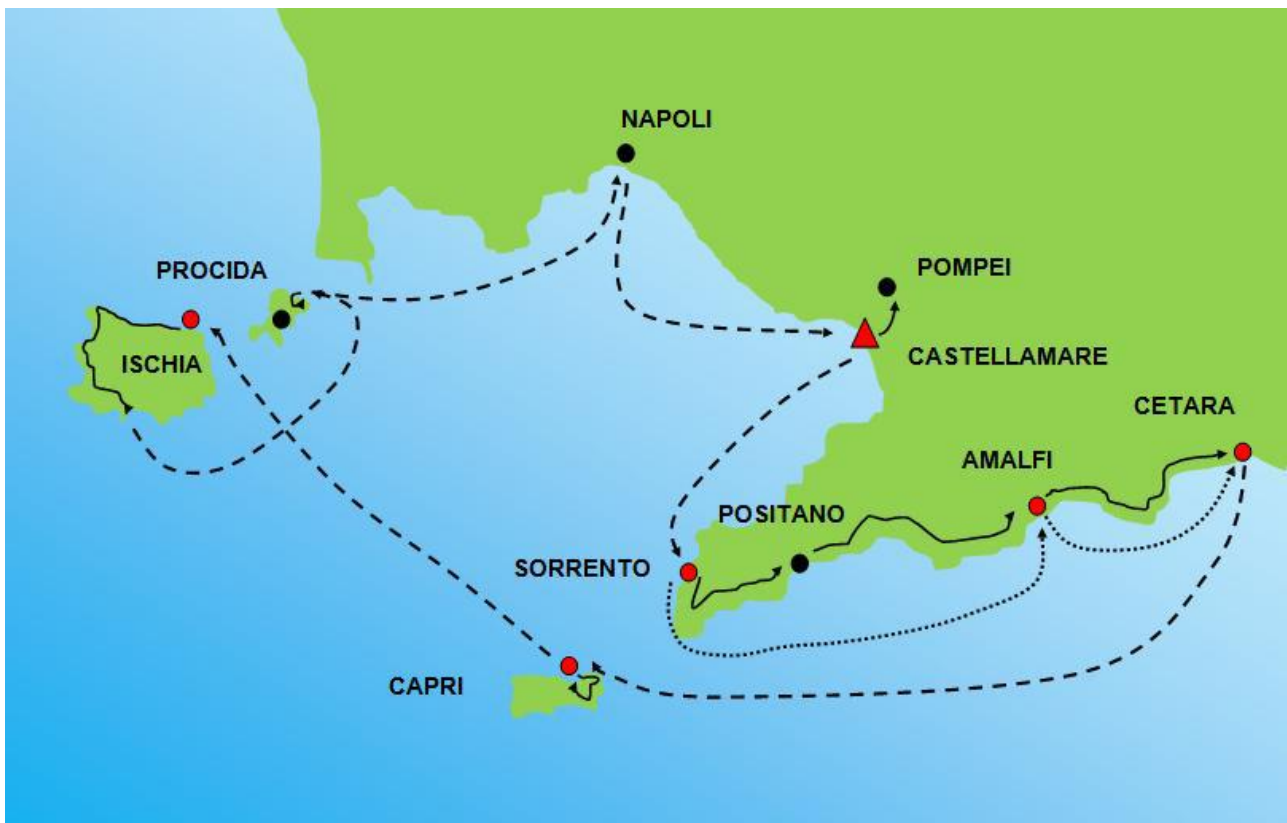 NAPOLI
PROCIDA
POMPEI
ISCHIA
CASTELLAMARE
CETARA
AMALFI
POSITANO
SORRENTO
CAPRI